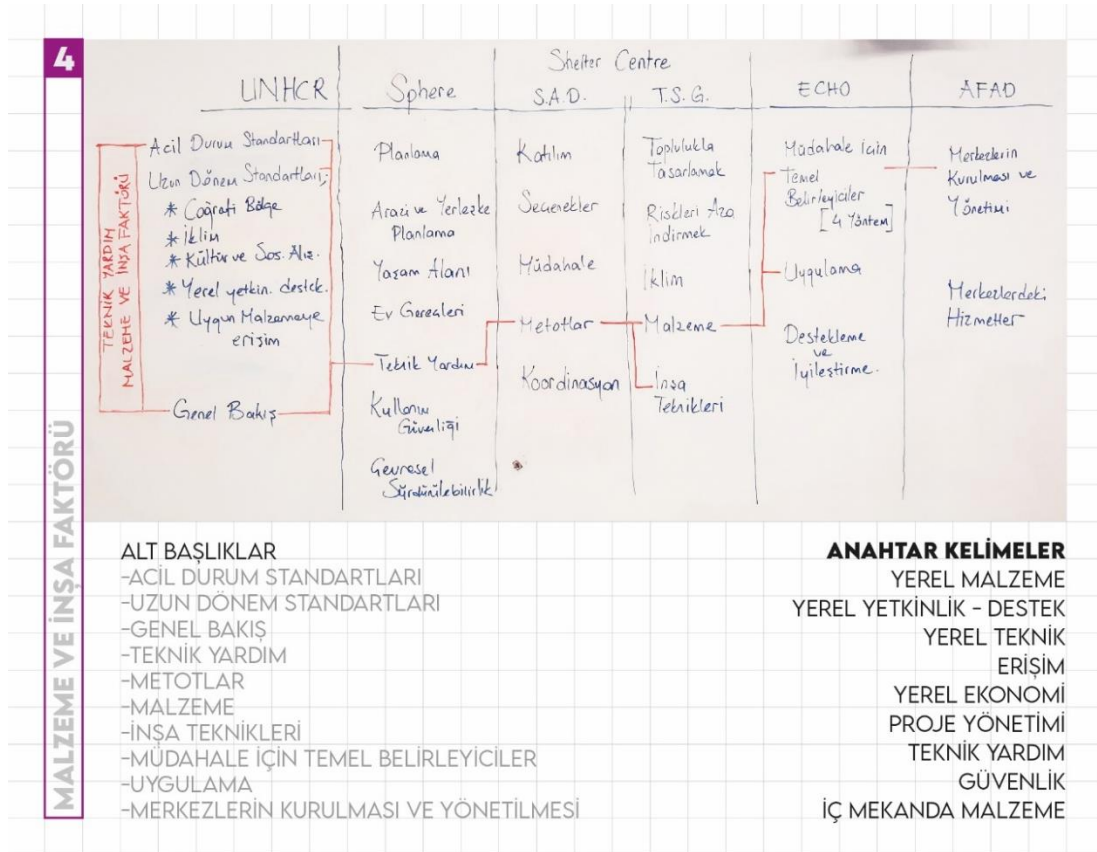 4
MALZEME VE İNŞA FAKTÖRÜ
TEKNİK YARDIM
MALZEME VE İNŞA FAKTÖRÜ
UNHCR
Acil Durum Standartları
Uzun Dönem Standartları;
* Coğrafi Bölge
* İklim
* Kültür ve Sos. Alış.
* Yerel yetkin. destek.
* Uygun Malzemeye
erişim
Genel Bakış
Sphere
Planlama
Arazi ve Yerleşke
Planlama
Yaşam Alanı
Ev Gereçleri
Teknik Yardım
Kullanım
Güvenliği
Çevresel
Sürdürülebilirlik
Shelter Centre
S.A.D.
Katılım
Seçenekler
Müdahale
Metotlar
Koordinasyon
T.S.G.
Toplulukla
Tasarlamak
Riskleri Aza
İndirmek
İklim
Malzeme
İnşa
Teknikleri
ECHO
Müdahale için
Temel
Belirleyiciler
[4 Yöntem]
Uygulama
Destekleme
ve
İyileştirme.
AFAD
Merkezlerin
Kurulması ve
Yönetimi
Merkezlerdeki
Hizmetler
ALT BAŞLIKLAR
-ACİL DURUM STANDARTLARI
-UZUN DÖNEM STANDARTLARI
-GENEL BAKIŞ
-TEKNİK YARDIM
-METOTLAR
-MALZEME
-İNŞA TEKNİKLERİ
-MÜDAHALE İÇİN TEMEL BELİRLEYİCİLER
-UYGULAMA
-MERKEZLERİN KURULMASI VE YÖNETİLMESİ
ANAHTAR KELİMELER
YEREL MALZEME
YEREL YETKİNLİK - DESTEK
YEREL TEKNİK
ERİŞİM
YEREL EKONOMİ
PROJE YÖNETİMİ
TEKNİK YARDIM
GÜVENLİK
İÇ MEKANDA MALZEME